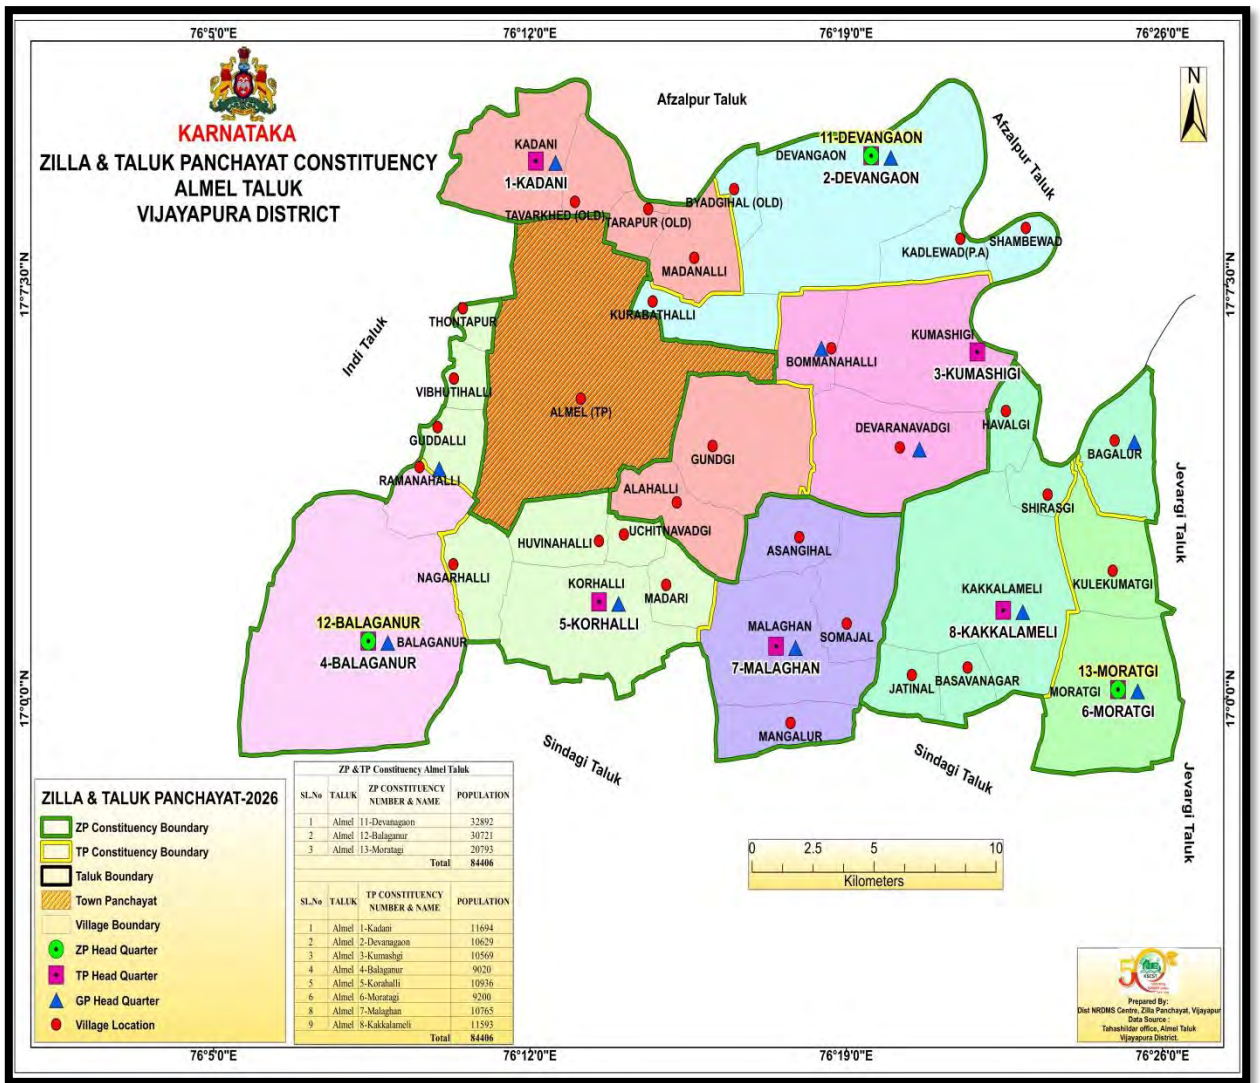 76°5'0"E 76°12'0"E 76°19'0"E 76°26'0"E
KARNATAKA
ZILLA & TALUK PANCHAYAT CONSTITUENCY
ALMEL TALUK
VIJAYAPURA DISTRICT
N
Afzalpur Taluk
Afzalpur Taluk
Indi Taluk
Jevargi Taluk
Jevargi Taluk
Sindagi Taluk
Sindagi Taluk
17°7'30"N
17°7'30"N
17°0'0"N
17°0'0"N
KADANI
1-KADANI
TAVARKHED (OLD)
TARAPUR (OLD)
MADANALLI
BYADGIHAL (OLD)
11-DEVANGAON
DEVANGAON
2-DEVANGAON
KADLEWAD(P.A)
SHAMBEWAD
KURABATHALLI
THONTAPUR
VIBHUTIHALLI
GUDDALLI
RAMANAHALLI
ALMEL (TP)
BOMMANAHALLI
KUMASHIGI
3-KUMASHIGI
DEVARANAVADGI
HAVALGI
BAGALUR
GUNDGI
ALAHALLI
SHIRASGI
UCHITNAVADGI
HUVINAHALLI
ASANGIHAL
NAGARHALLI
KORHALLI
5-KORHALLI
MADARI
KULEKUMATGI
KAKKALAMELI
8-KAKKALAMELI
12-BALAGANUR
BALAGANUR
4-BALAGANUR
MALAGHAN
7-MALAGHAN
SOMAJAL
JATINAL
BASAVANAGAR
13-MORATGI
MORATGI
6-MORATGI
MANGALUR
ZILLA & TALUK PANCHAYAT-2026
ZP Constituency Boundary
TP Constituency Boundary
Taluk Boundary
Town Panchayat
Village Boundary
ZP Head Quarter
TP Head Quarter
GP Head Quarter
Village Location
ZP &TP Constituency Almel Taluk
SL.No TALUK ZP CONSTITUENCY NUMBER & NAME POPULATION
1 Almel 11-Devanagaon 32892
2 Almel 12-Balaganur 30721
3 Almel 13-Moratagi 20793
Total 84406
SL.No TALUK TP CONSTITUENCY NUMBER & NAME POPULATION
1 Almel 1-Kadani 11694
2 Almel 2-Devanagaon 10629
3 Almel 3-Kumashgi 10569
4 Almel 4-Balaganur 9020
5 Almel 5-Korahalli 10936
6 Almel 6-Moratagi 9200
8 Almel 7-Malaghan 10765
9 Almel 8-Kakkalameli 11593
Total 84406
0 2.5 5 10
Kilometers
Prepared By:
Dist NRDMS Centre, Zilla Panchayat, Vijayapur
Data Source :
Tahashildar office, Almel Taluk
Vijayapura District.
76°5'0"E 76°12'0"E 76°19'0"E 76°26'0"E